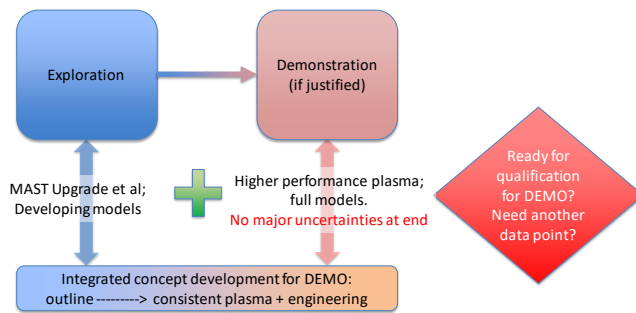 Exploration
Demonstration
(if justified)
MAST Upgrade et al;
Developing models
Higher performance plasma;
full models.
No major uncertainties at end
Ready for
qualification
for DEMO?
Need another
data point?
Integrated concept development for DEMO:
outline ---------> consistent plasma + engineering